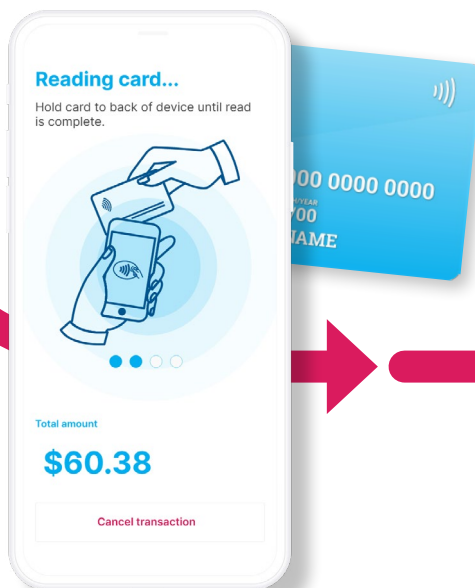 Reading card...
Hold card to back of device until read
is complete.
00 0000 0000
/YEAR
/00
NAME
Total amount
$60.38
Cancel transaction